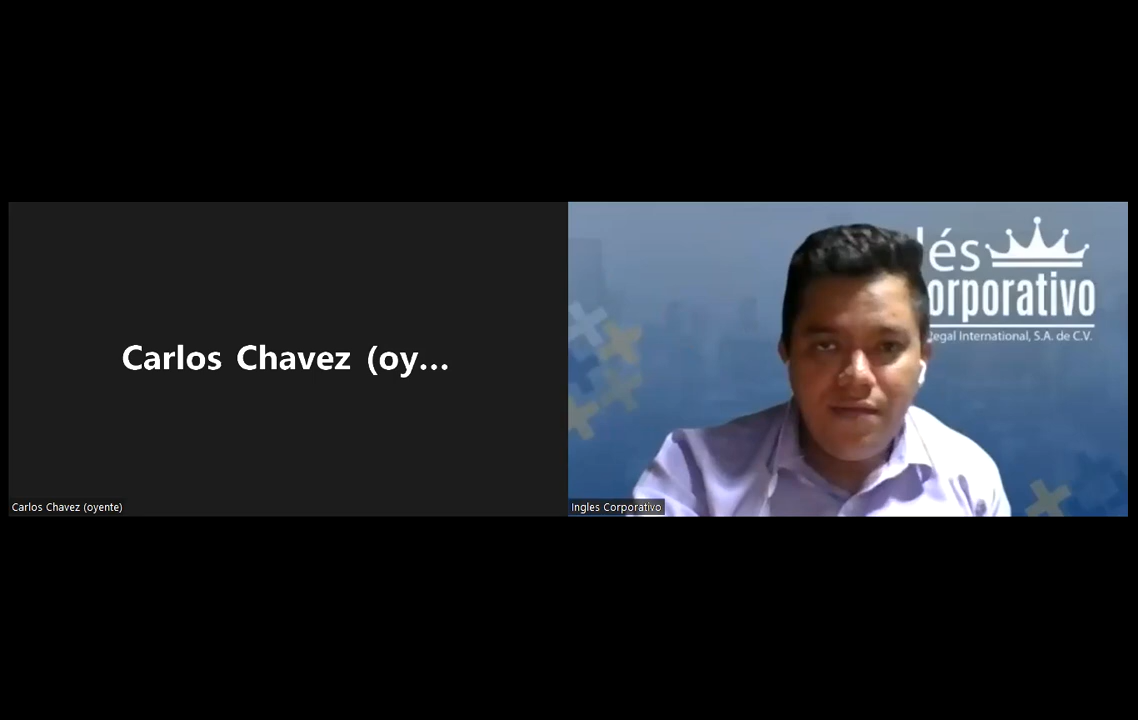 Carlos Chavez (oy...
Carlos Chavez (oyente)
lés
orporativo
Regal International, S.A. de C.V.
Ingles Corporativo